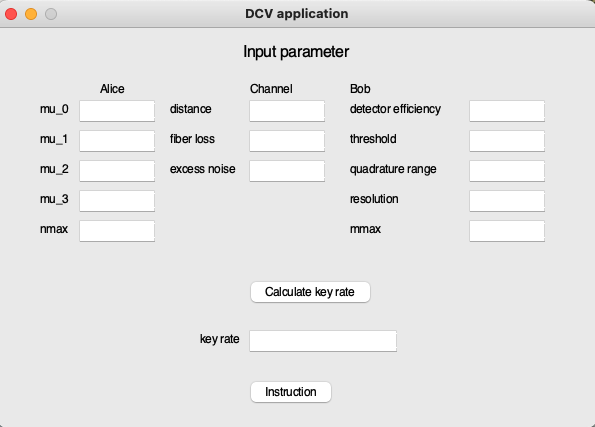 DCV application
Input parameter
Alice Channel Bob
mu_0 distance detector efficiency
mu_1 fiber loss threshold
mu_2 excess noise quadrature range
mu_3 resolution
nmax mmax
Calculate key rate
key rate
Instruction